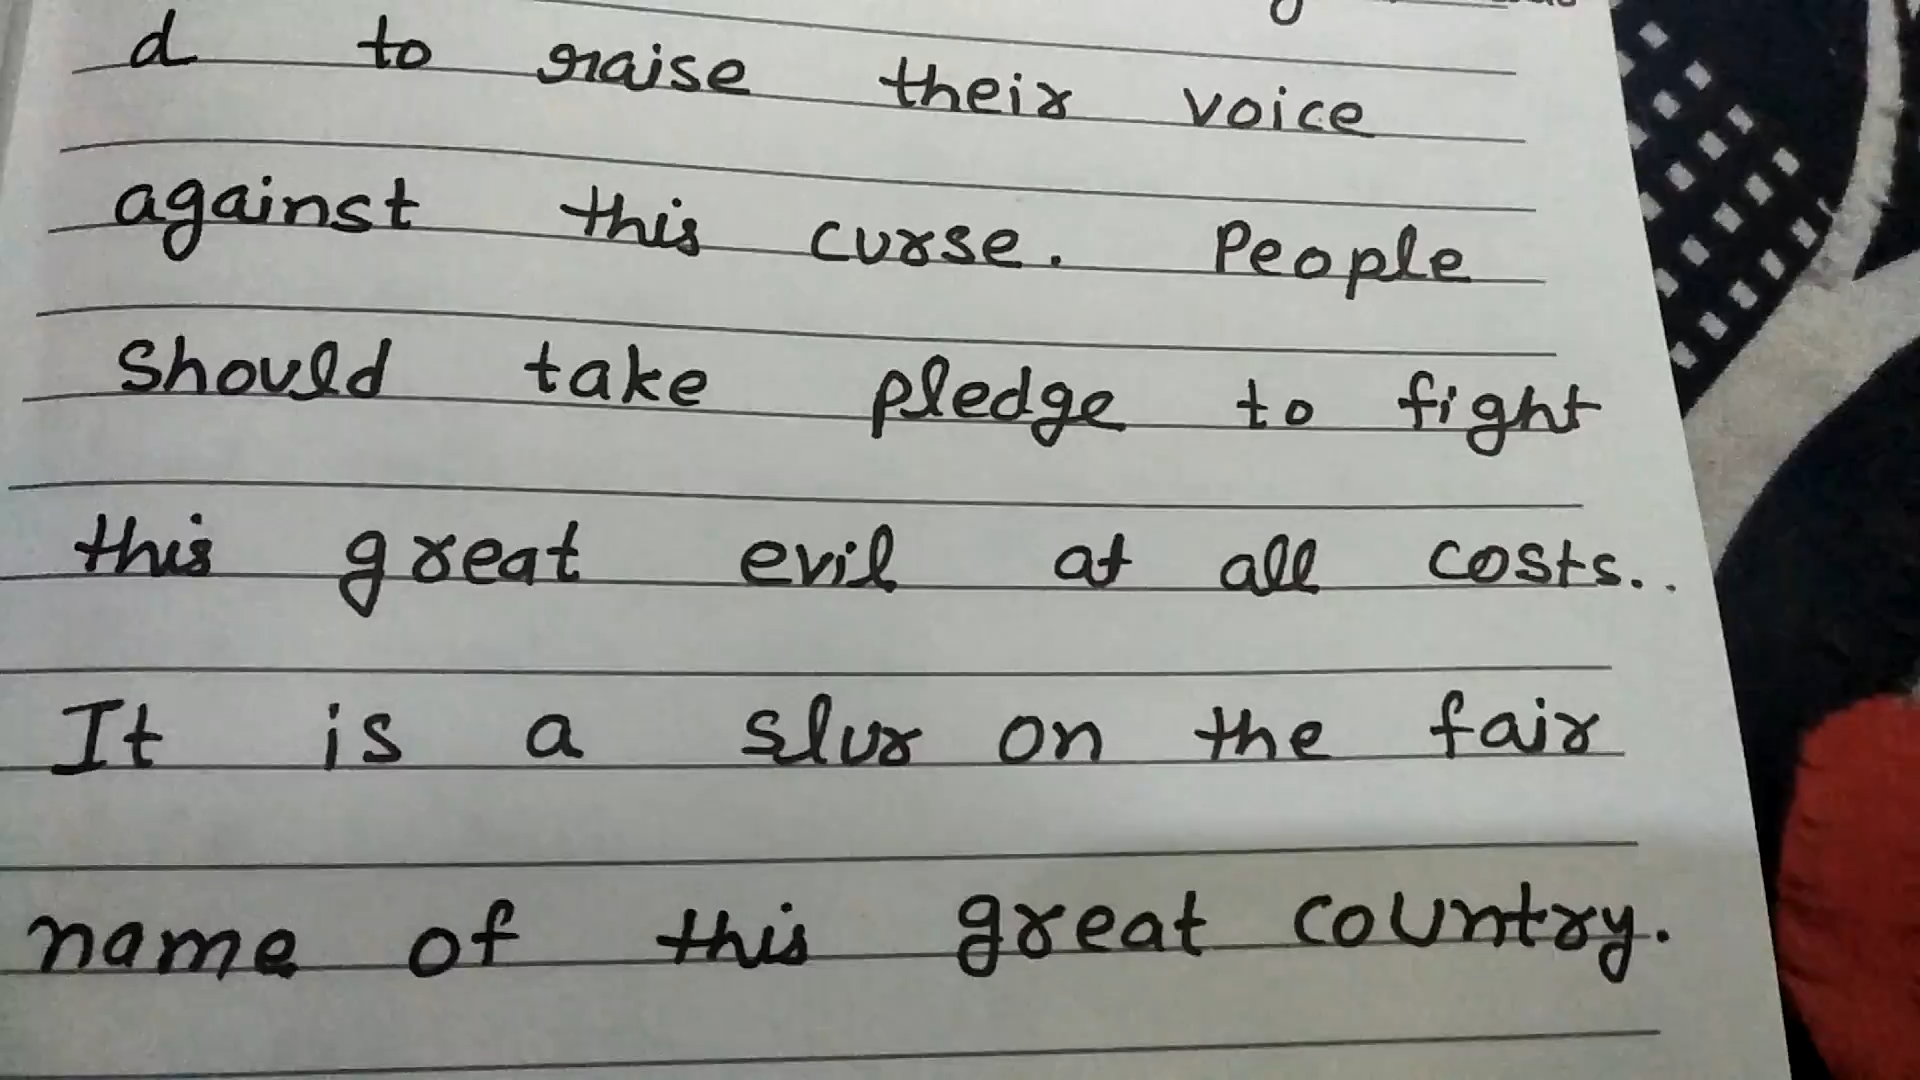 d to raise their voice
against this curse. People
should take pledge to fight
this great evil at all costs..
It is a slur on the fair
name of this great country.